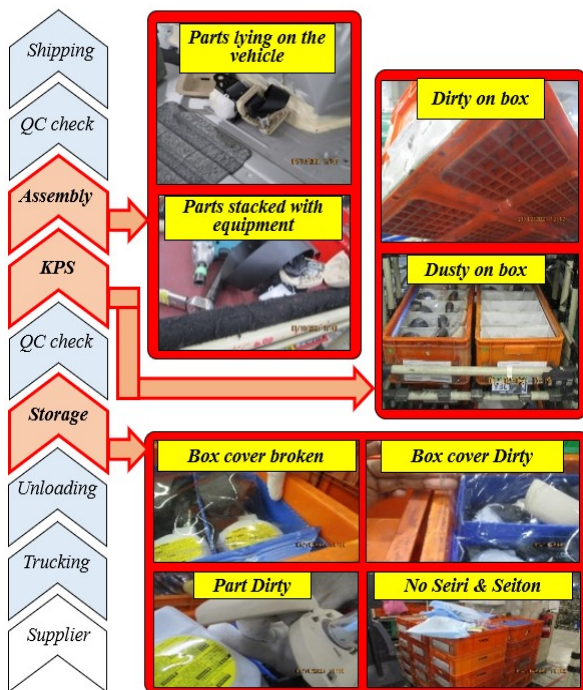 Shipping
QC check
Assembly
KPS
QC check
Storage
Unloading
Trucking
Supplier
Parts lying on the
vehicle
Parts stacked with
equipment
Dirty on box
Dusty on box
Box cover broken
Box cover Dirty
Part Dirty
No Seiri & Seiton